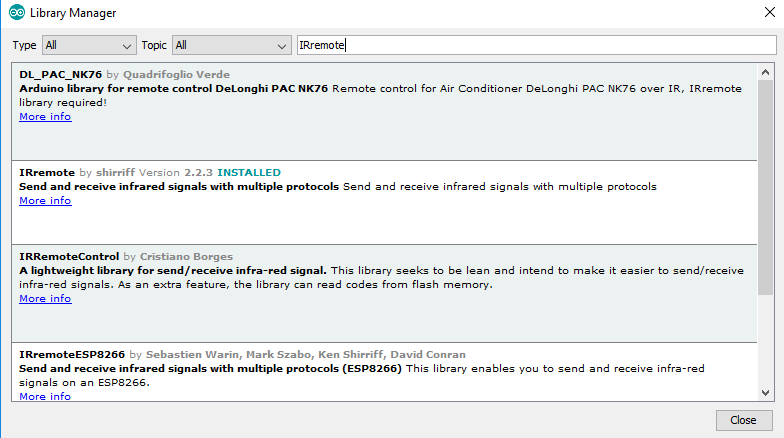 Library Manager
Type All Topic All IRremote
DL_PAC_NK76 by Quadrifoglio Verde
Arduino library for remote control DeLonghi PAC NK76 Remote control for Air Conditioner DeLonghi PAC NK76 over IR, IRremote
library required!
More info
IRremote by shirriff Version 2.2.3 INSTALLED
Send and receive infrared signals with multiple protocols Send and receive infrared signals with multiple protocols
More info
IRRemoteControl by Cristiano Borges
A lightweight library for send/receive infra-red signal. This library seeks to be lean and intend to make it easier to send/receive
infra-red signals. As an extra feature, the library can read codes from flash memory.
More info
IRremoteESP8266 by Sebastien Warin, Mark Szabo, Ken Shirriff, David Conran
Send and receive infrared signals with multiple protocols (ESP8266) This library enables you to send and receive infra-red
signals on an ESP8266.
More info
Close